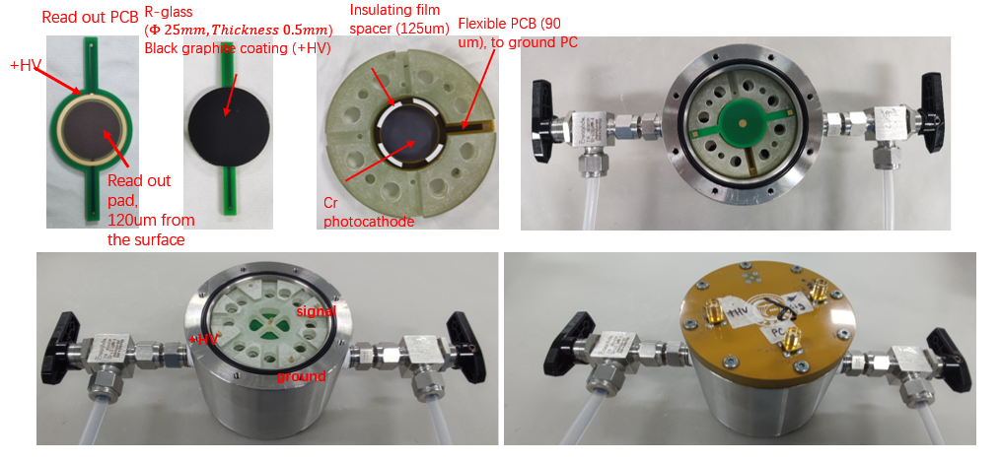 Read out PCB
R-glass
(Φ 25mm, Thickness 0.5mm)
Black graphite coating (+HV)
Insulating film
spacer (125um)
Flexible PCB (90
um), to ground PC
+HV
Read out
pad,
120um from
the surface
Cr
photocathode
signal
+HV
ground
+HV
PC